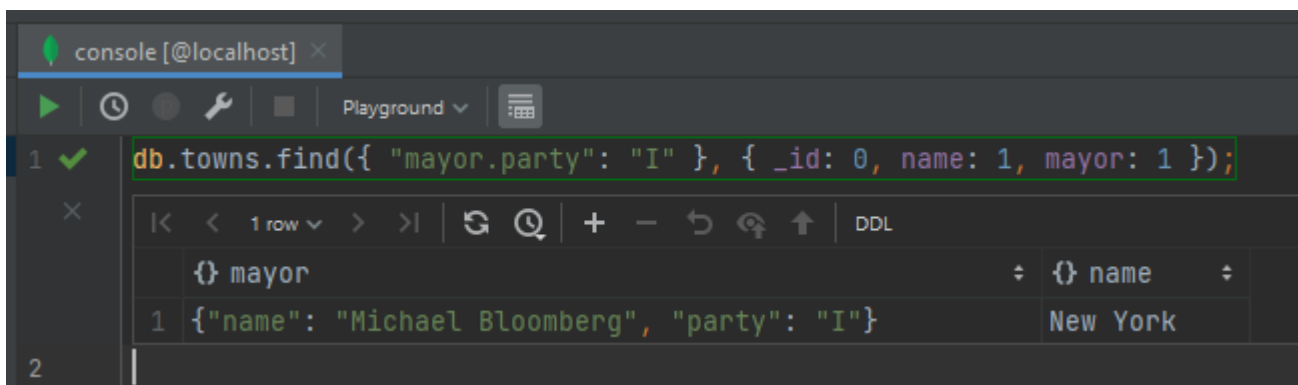 console [@localhost]
Playground
1 db.towns.find({ "mayor.party": "I" }, { _id: 0, name: 1, mayor: 1 });
1 row DDL
{} mayor {} name
1 {"name": "Michael Bloomberg", "party": "I"} New York
2